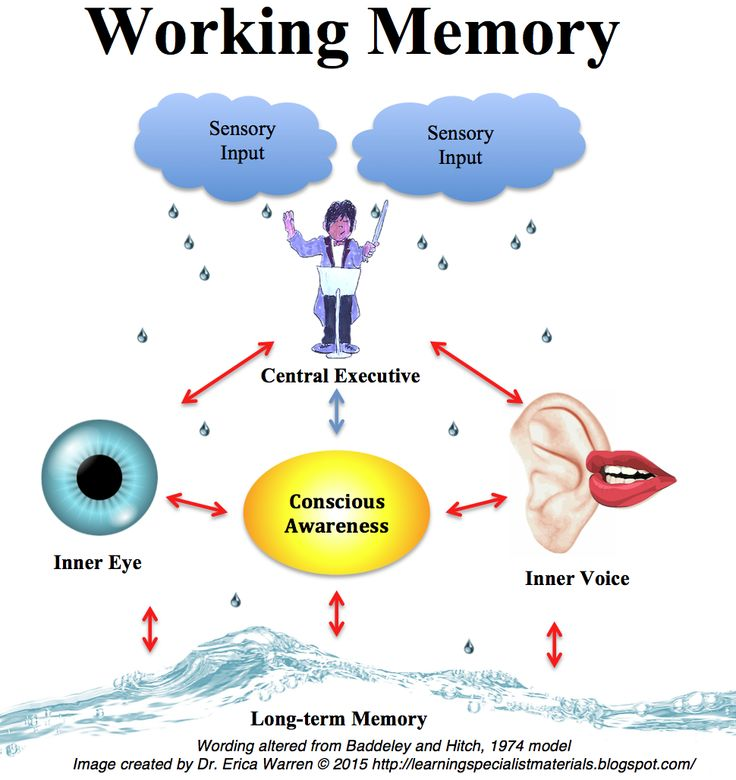 Working Memory
Sensory
Input
Sensory
Input
Central Executive
Conscious
Awareness
Inner Eye
Inner Voice
Long-term Memory
Wording altered from Baddeley and Hitch, 1974 model
Image created by Dr. Erica Warren © 2015 http://learningspecialistmaterials.blogspot.com/